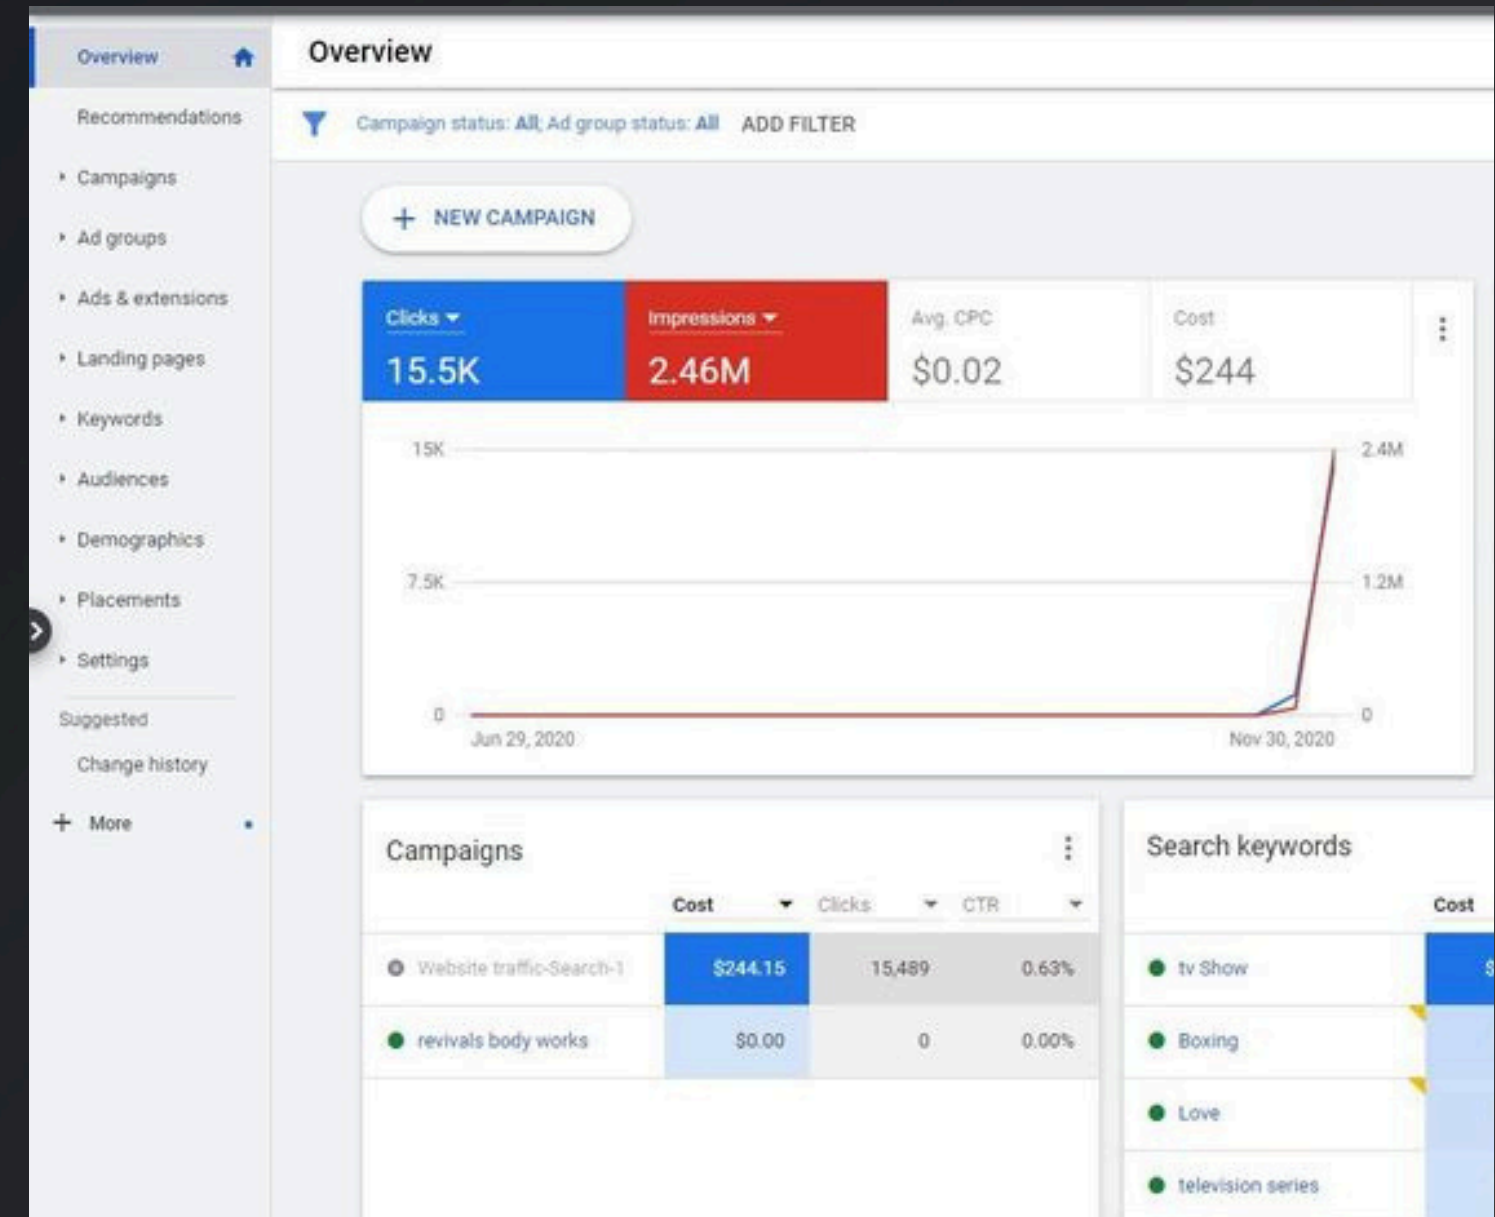 Overview
Recommendations
Campaigns
Ad groups
Ads & extensions
Landing pages
Keywords
Audiences
Demographics
Placements
Settings
Suggested
Change history
+ More
Overview
Campaign status: All; Ad group status: All ADD FILTER
+ NEW CAMPAIGN
Clicks Impressions Avg. CPC Cost
15.5K 2.46M $0.02 $244
15K 2.4M
7.5K 1.2M
0 0
Jun 29, 2020 Nov 30, 2020
Campaigns
Cost Clicks CTR
Website traffic-Search-1 $244.15 15,489 0.63%
revivals body works $0.00 0 0.00%
Search keywords
Cost
tv Show $
Boxing
Love
television series